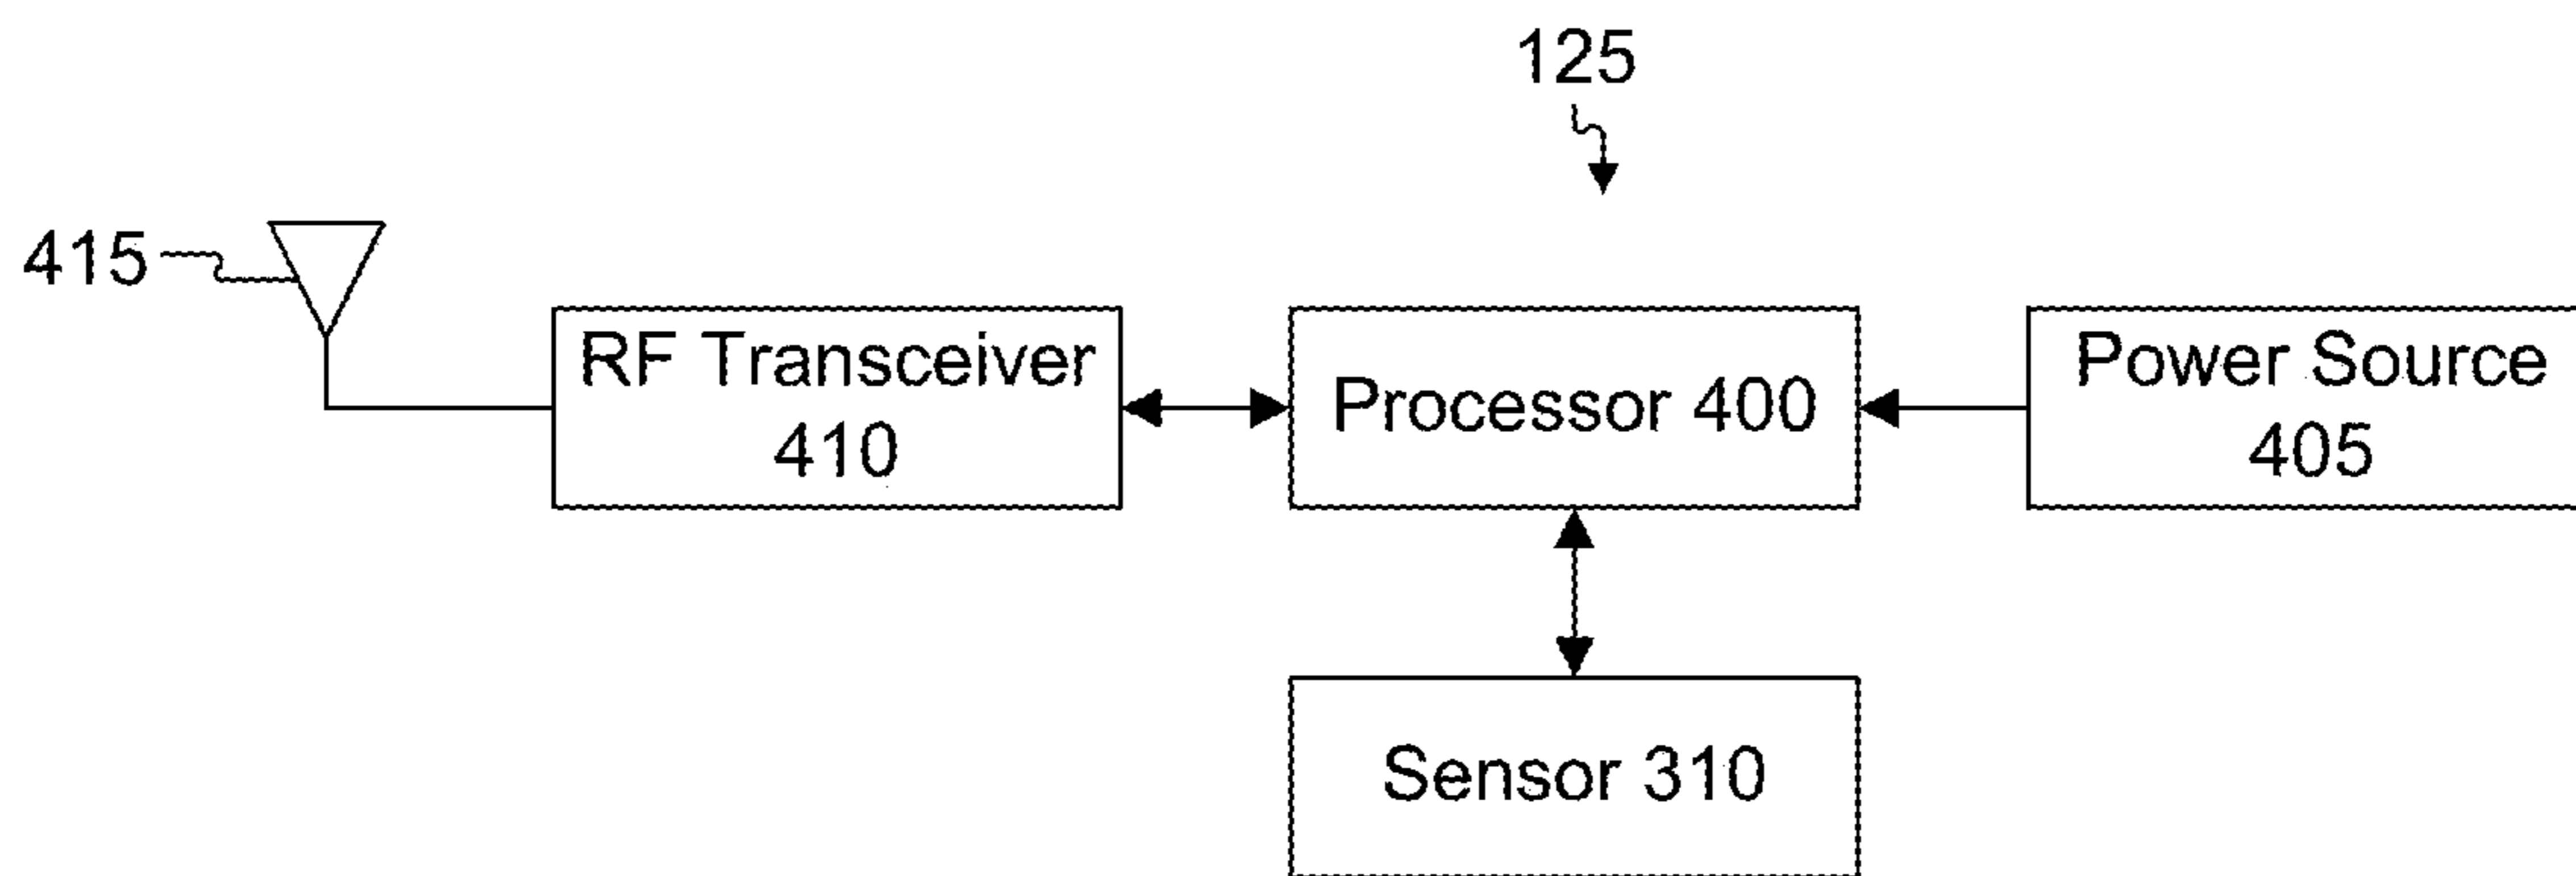 125
415
RF Transceiver
410
Processor 400
Power Source
405
Sensor 310